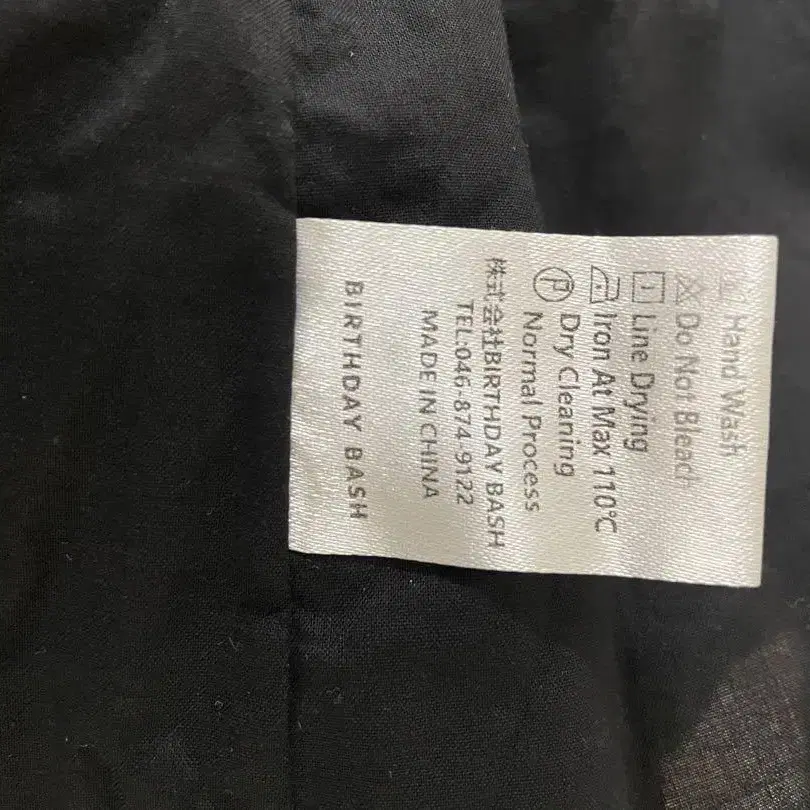 Hand Wash
Do Not Bleach
Line Drying
Iron At Max 110℃
Dry Cleaning
Normal Process
株式会社BIRTHDAY BASH
TEL:046-874-9122
MADE IN CHINA
BIRTHDAY BASH